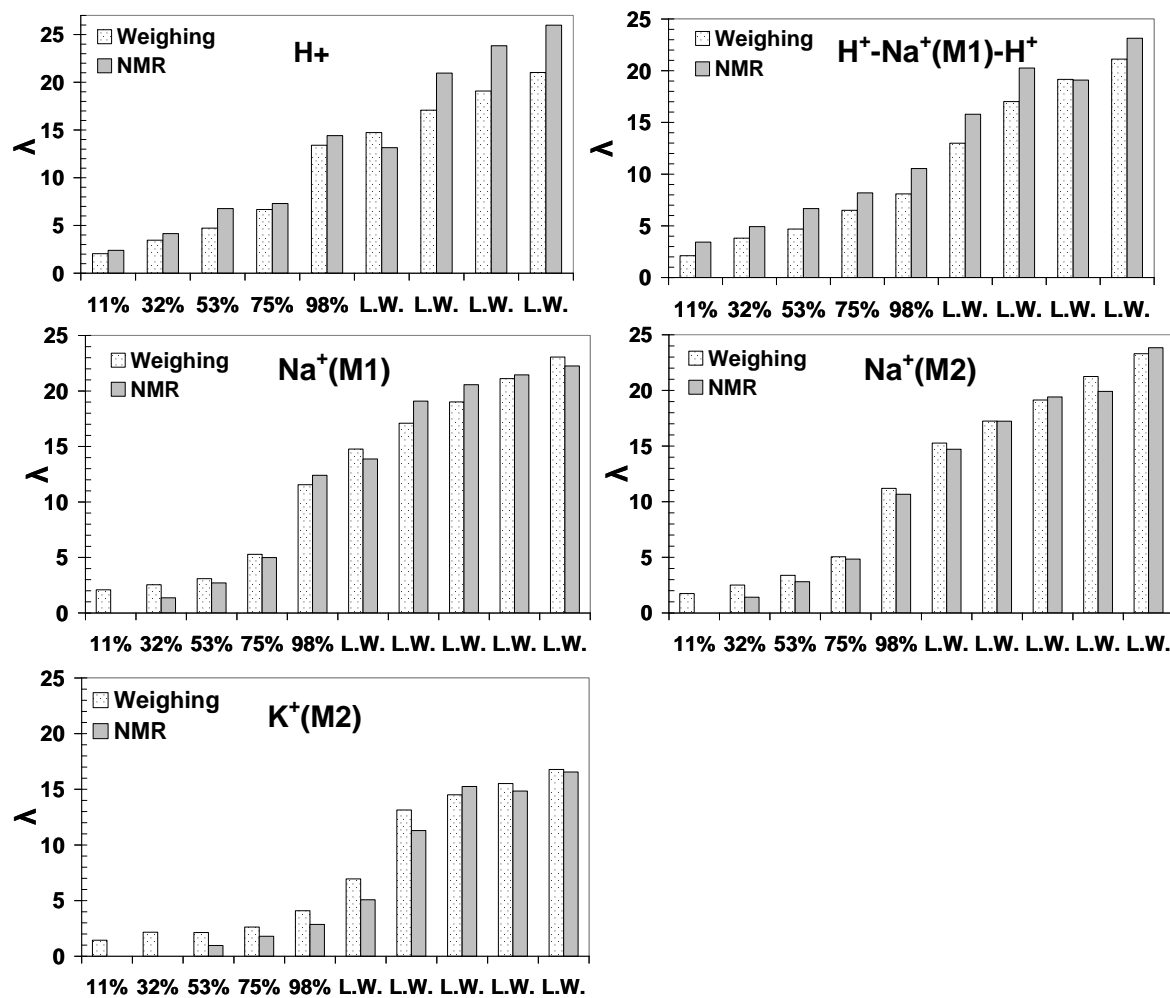 H+
Weighing
NMR
λ
25
20
15
10
5
0
11% 32% 53% 75% 98% L.W. L.W. L.W. L.W.
H⁺-Na⁺(M1)-H⁺
Weighing
NMR
λ
25
20
15
10
5
0
11% 32% 53% 75% 98% L.W. L.W. L.W. L.W.
Na⁺(M1)
Weighing
NMR
λ
25
20
15
10
5
0
11% 32% 53% 75% 98% L.W. L.W. L.W. L.W. L.W.
Na⁺(M2)
Weighing
NMR
λ
25
20
15
10
5
0
11% 32% 53% 75% 98% L.W. L.W. L.W. L.W. L.W.
K⁺(M2)
Weighing
NMR
λ
25
20
15
10
5
0
11% 32% 53% 75% 98% L.W. L.W. L.W. L.W. L.W.